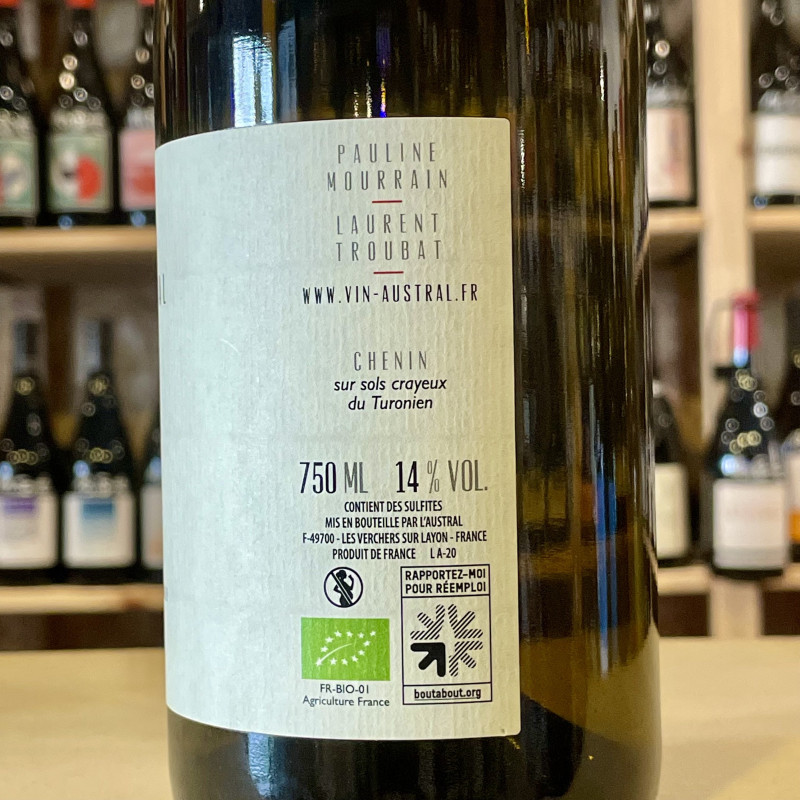 PAULINE
MOURRAIN
LAURENT
TROUBAT
WWW.VIN-AUSTRAL.FR
CHENIN
sur sols crayeux
du Turonien
750 ML 14 % VOL.
CONTIENT DES SULFITES
MIS EN BOUTEILLE PAR L'AUSTRAL
F-49700 - LES VERCHERS SUR LAYON - FRANCE
PRODUIT DE FRANCE L A-20
RAPPORTEZ-MOI
POUR RÉEMPLOI
boutabout.org
FR-BIO-01
Agriculture France